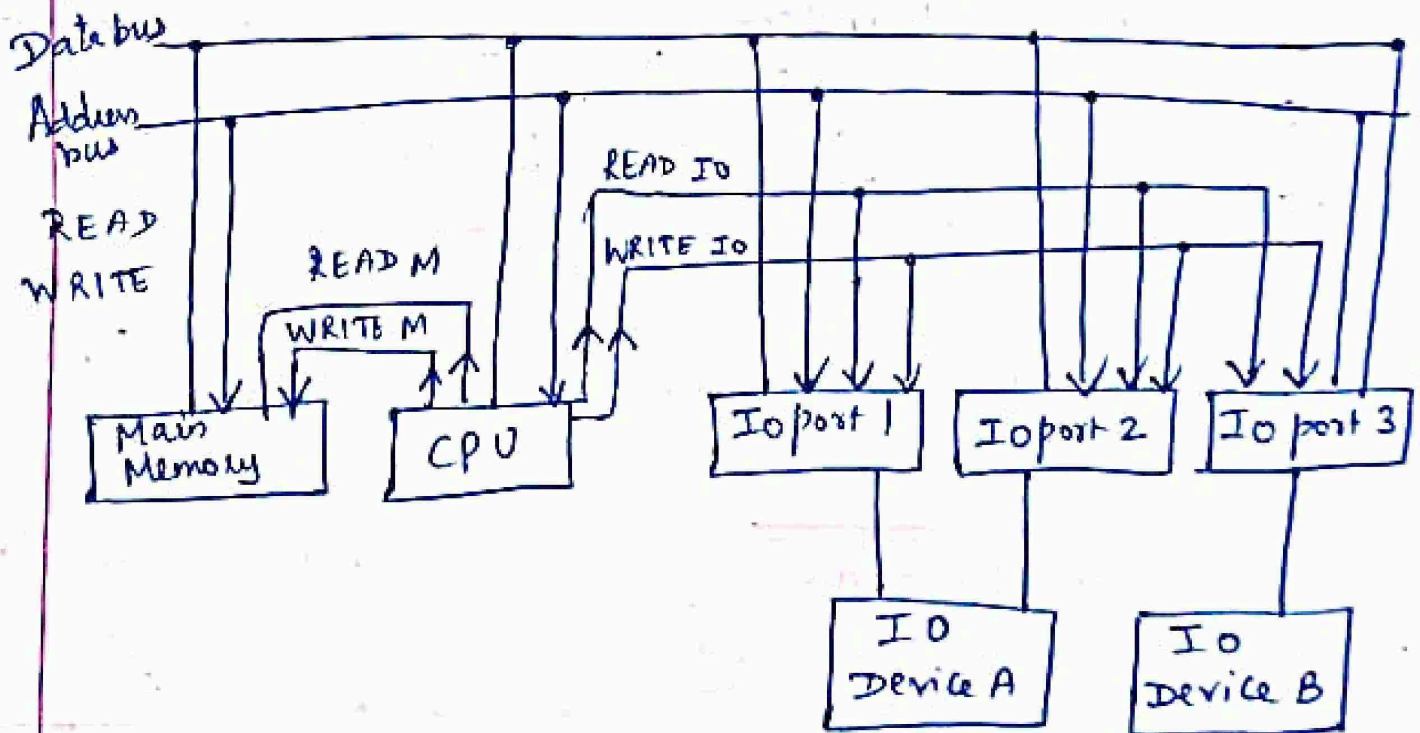 Data bus
Address
bus
READ IO
READ
WRITE IO
READ M
WRITE
WRITE M
Main
Memory
CPU
Io port 1
Io port 2
Io port 3
IO
Device A
IO
Device B